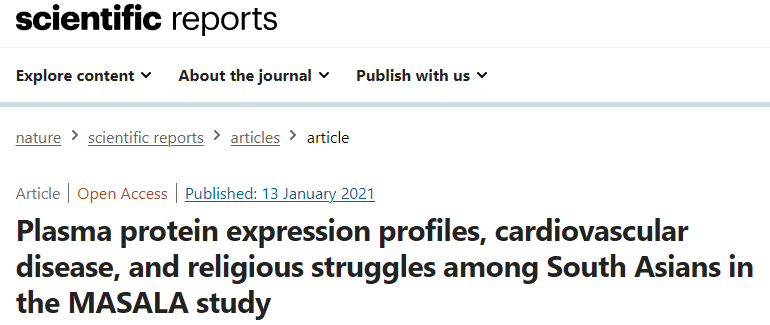 scientific reports
Explore content About the journal Publish with us
nature > scientific reports > articles > article
Article | Open Access | Published: 13 January 2021
Plasma protein expression profiles, cardiovascular
disease, and religious struggles among South Asians in
the MASALA study